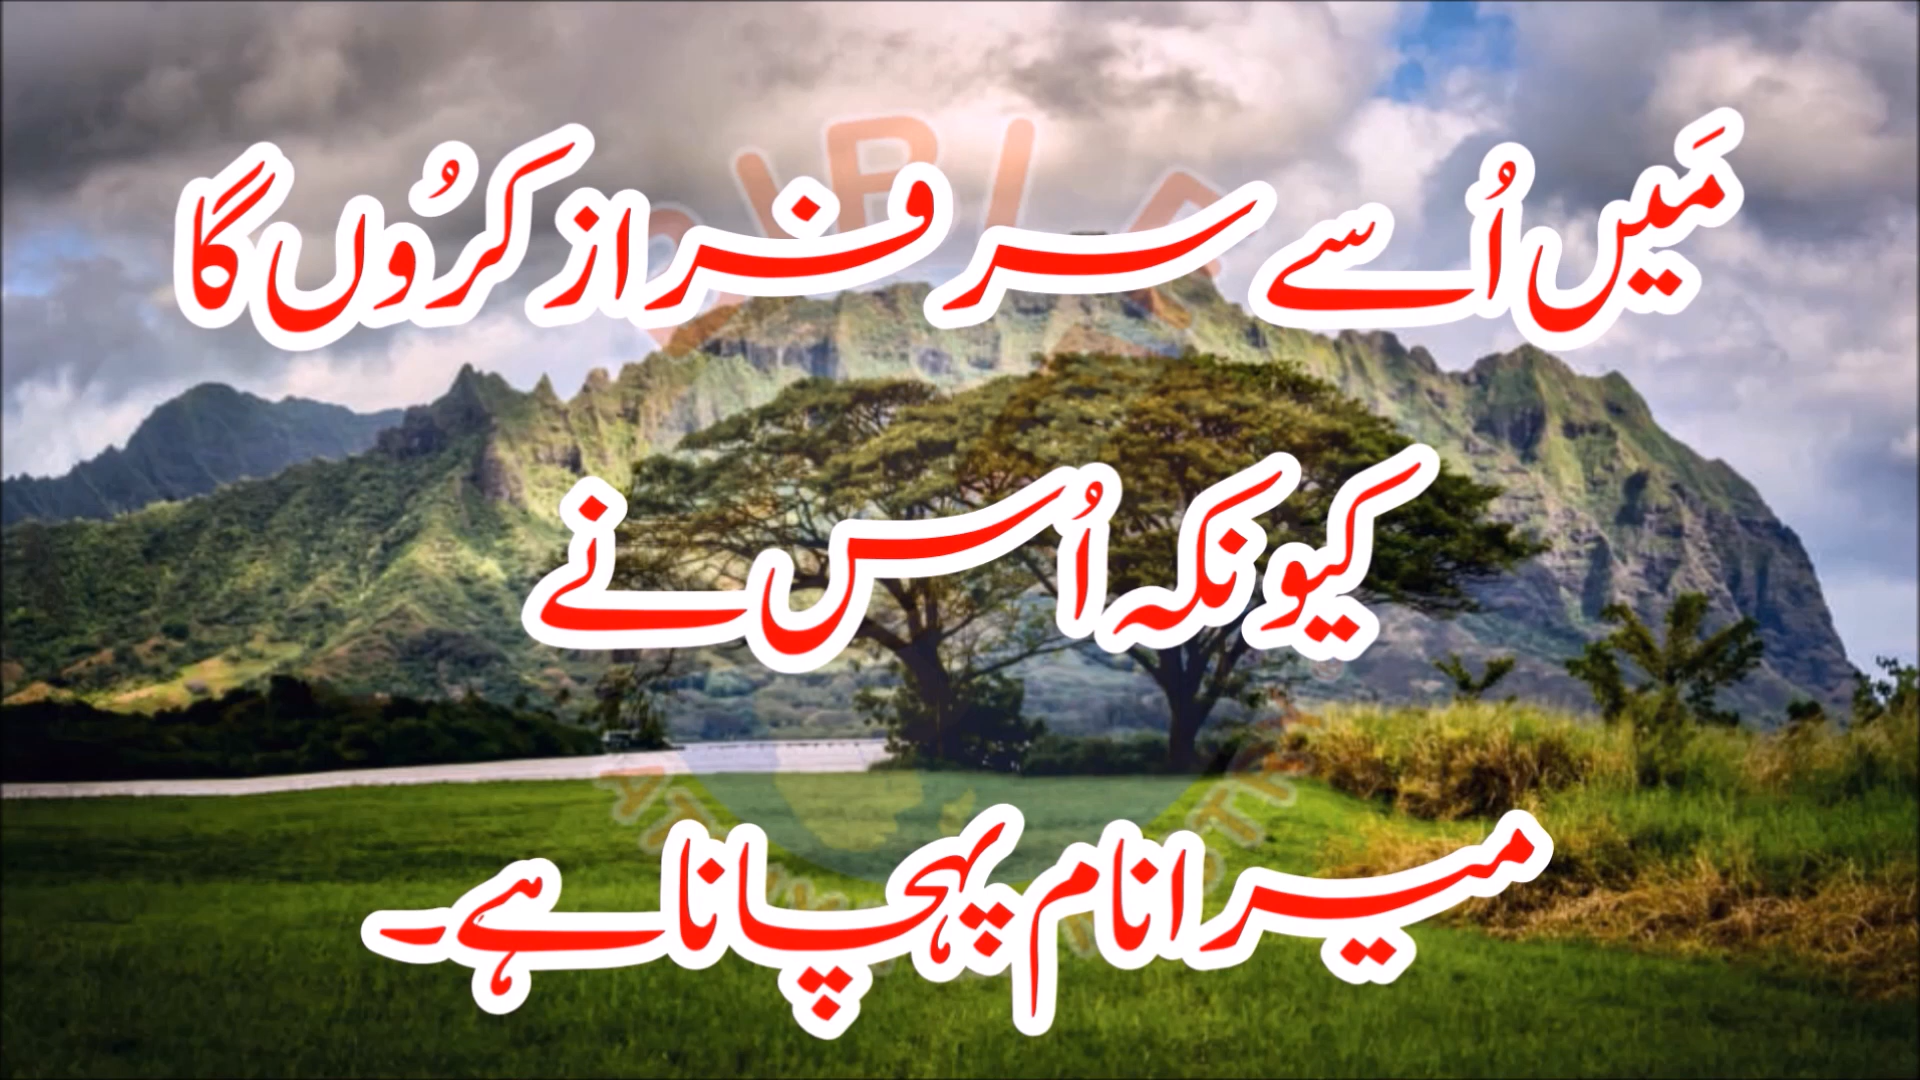 مَیں اُسے سرفراز کرُوں گا
کیونکہ اُس نے
میرا نام پہچانا ہے۔